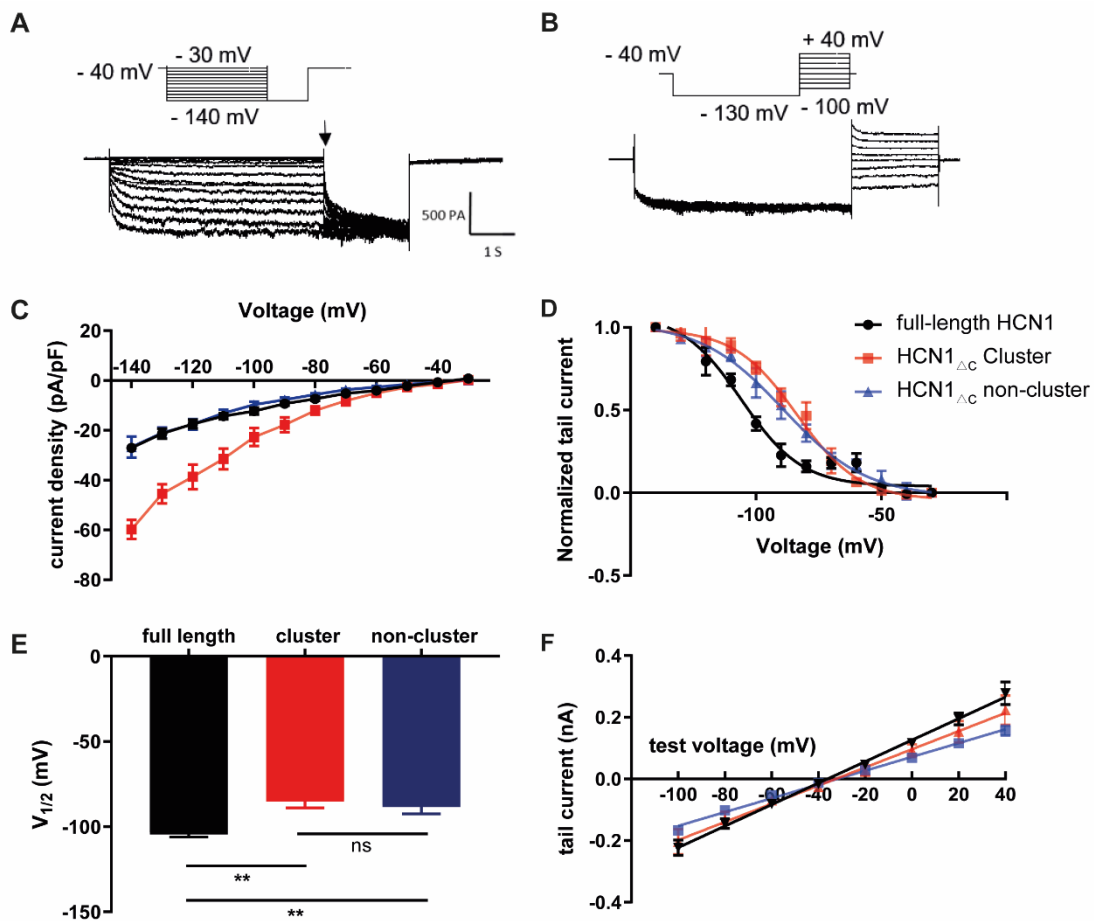 A
- 30 mV
- 40 mV
- 140 mV
500 PA
1 S
B
+ 40 mV
- 40 mV
- 130 mV
- 100 mV
C
Voltage (mV)
20
-140 -120 -100 -80 -60 -40 -20
0
-20
-40
-60
-80
current density (pA/pF)
D
full-length HCN1
HCN1△C Cluster
HCN1△C non-cluster
1.0
0.5
0.0
-0.5
-100 -50
Normalized tail current
Voltage (mV)
E
full length cluster non-cluster
0
-50
-100
-150
V1/2 (mV)
ns
**
**
F
0.4
0.2
0.0
-0.2
-0.4
test voltage (mV)
-100 -80 -60 -40 -20 0 20 40
tail current (nA)